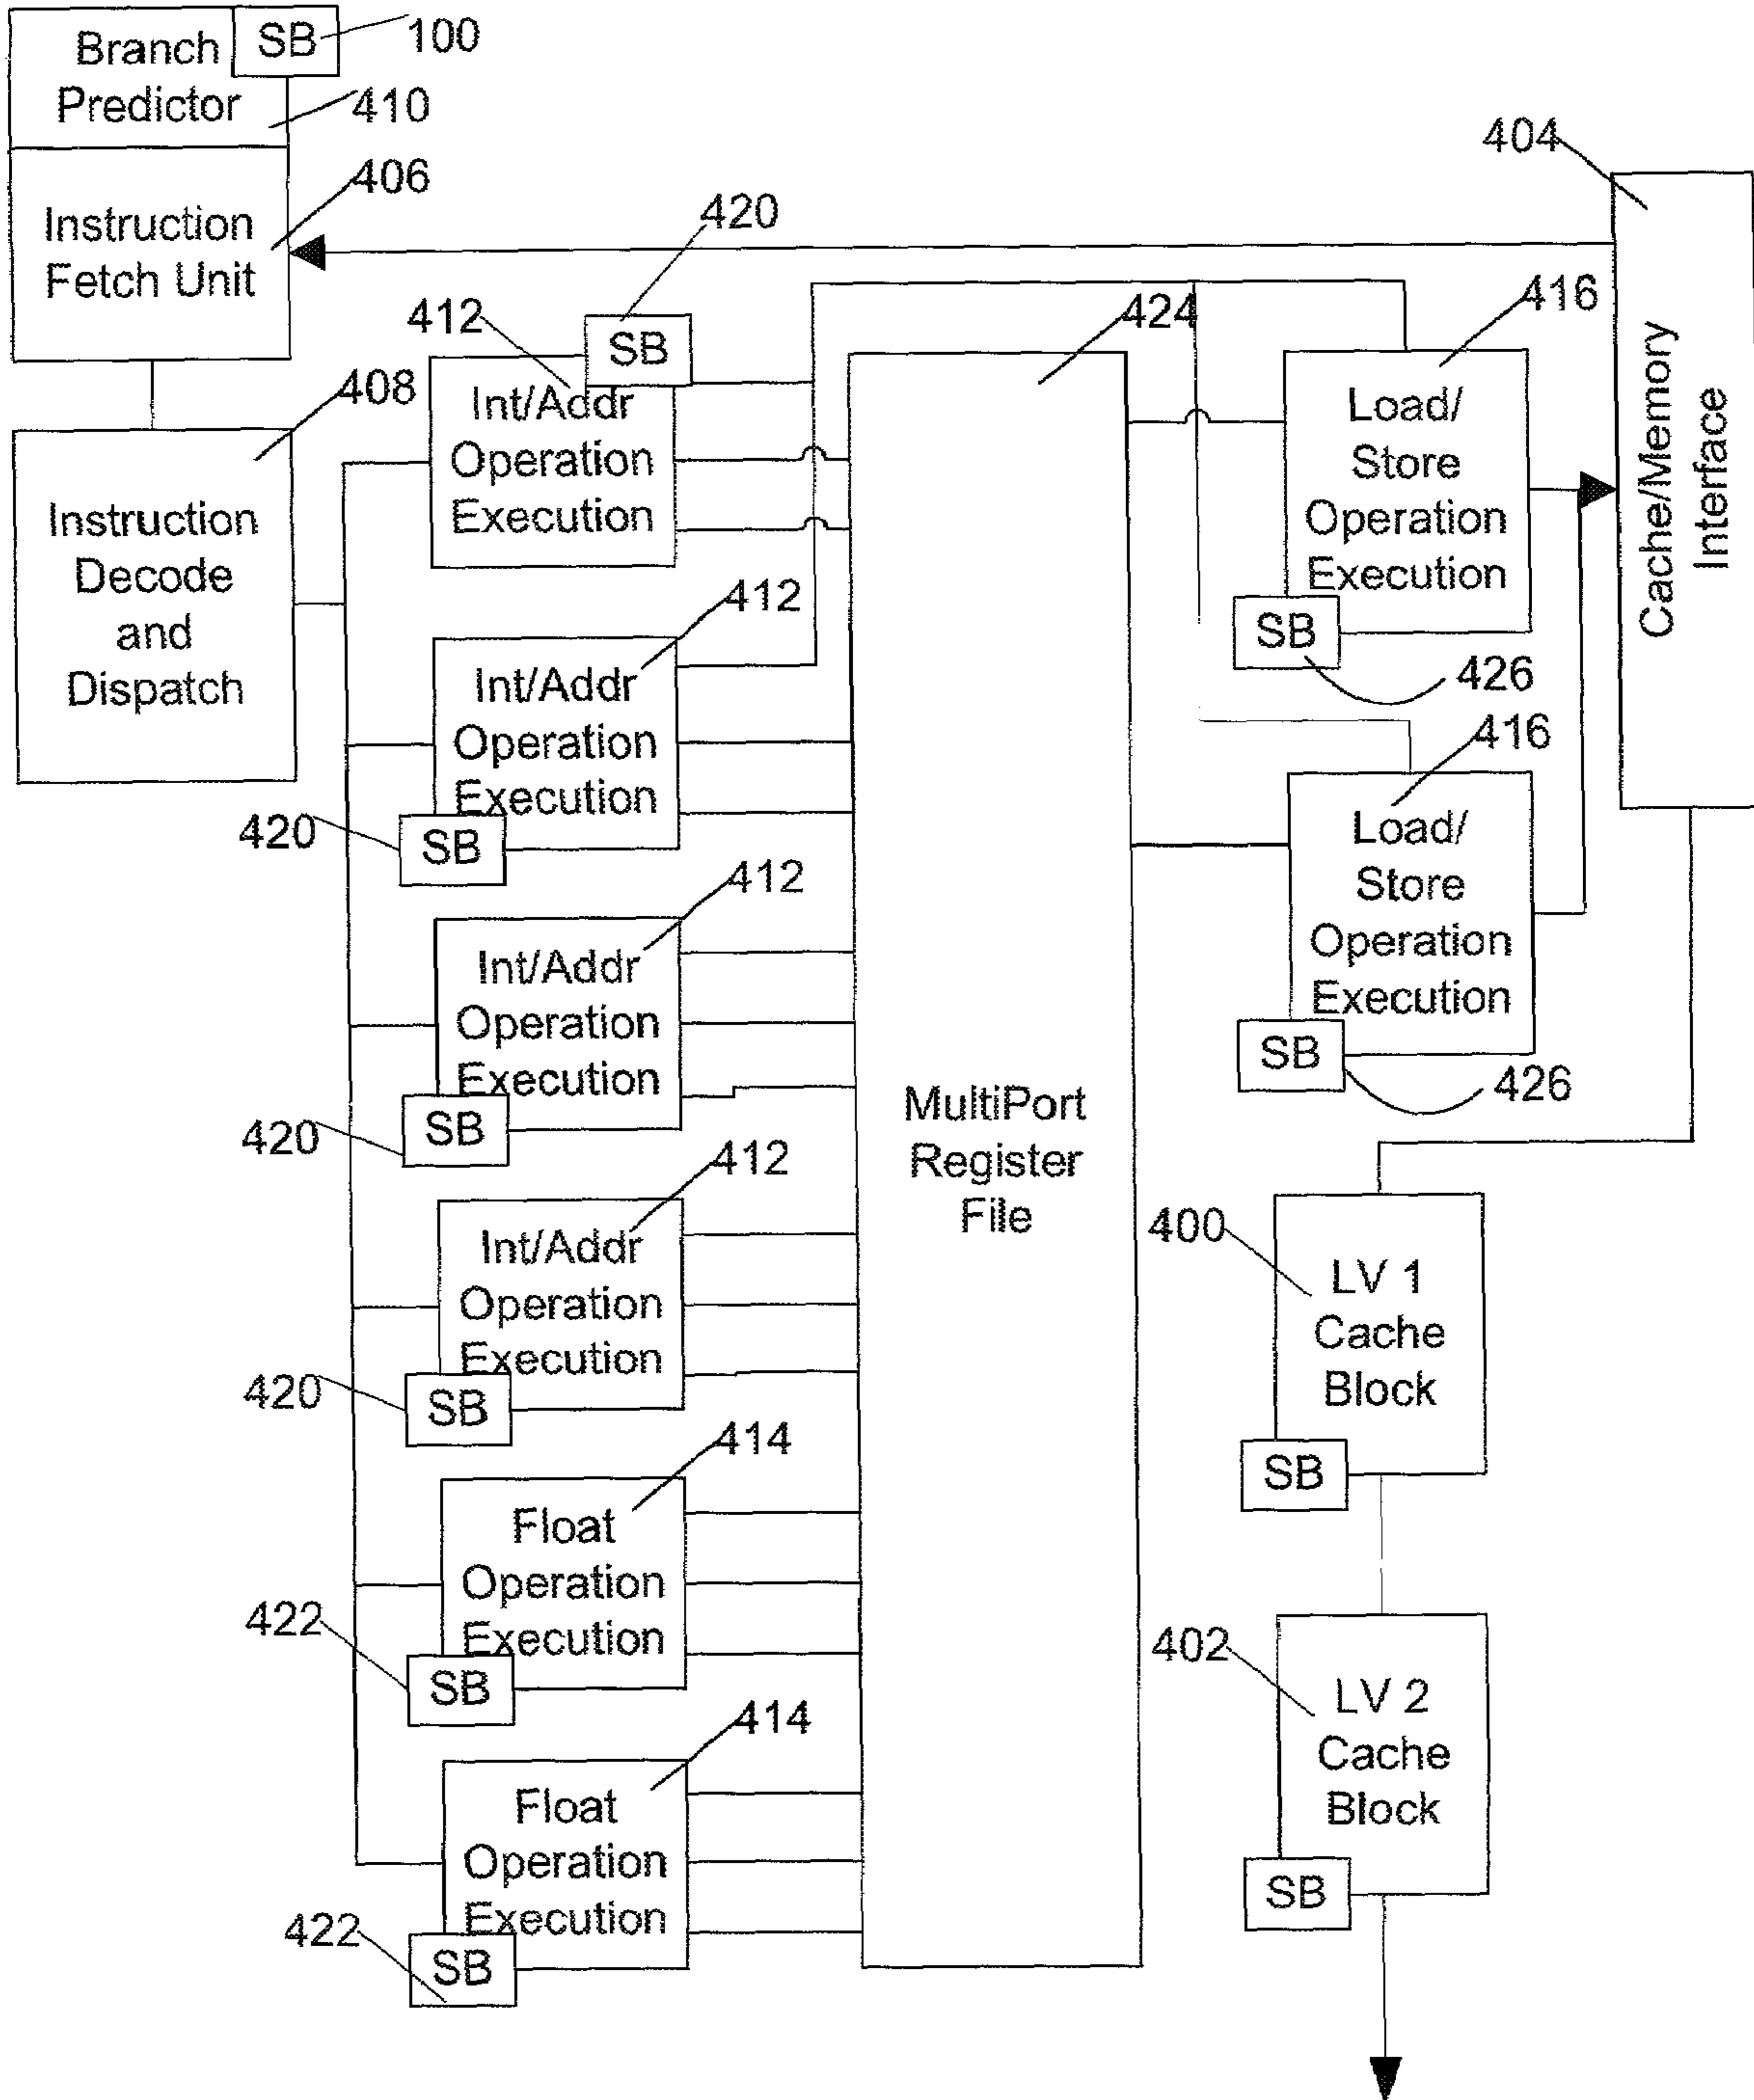 Branch
Predictor
SB
100
410
Instruction
Fetch Unit
406
Instruction
Decode
and
Dispatch
408
412
SB
420
Int/Addr
Operation
Execution
412
Int/Addr
Operation
Execution
420
SB
412
Int/Addr
Operation
Execution
420
SB
412
Int/Addr
Operation
Execution
420
SB
414
Float
Operation
Execution
422
SB
414
Float
Operation
Execution
422
SB
424
MultiPort
Register
File
416
Load/
Store
Operation
Execution
SB
426
416
Load/
Store
Operation
Execution
SB
426
404
Cache/Memory
Interface
400
LV 1
Cache
Block
SB
402
LV 2
Cache
Block
SB